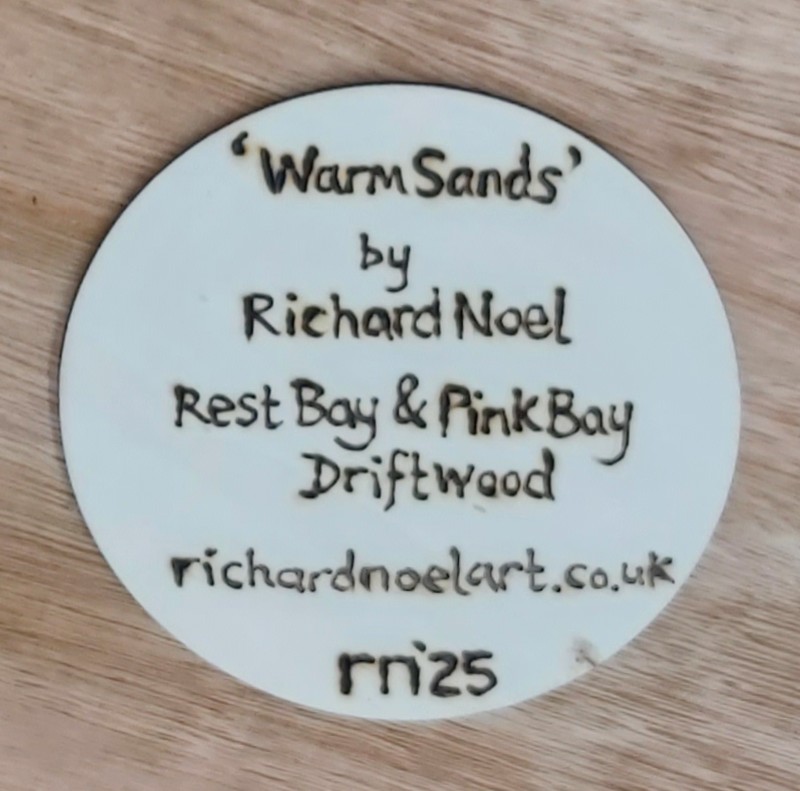 ‘Warm Sands’
by
Richard Noel
Rest Bay & Pink Bay
Driftwood
richardnoelart.co.uk
rn'25